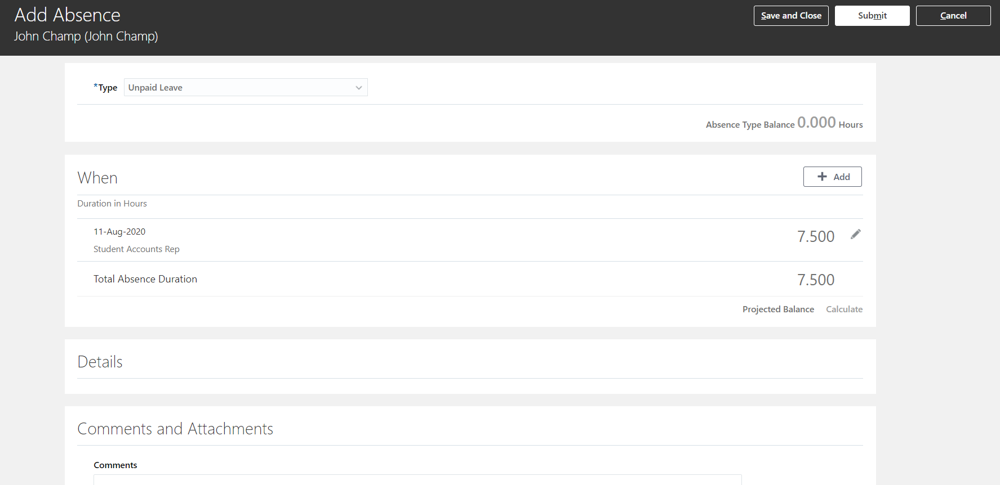 Add Absence
John Champ (John Champ)
Save and Close
Submit
Cancel
*Type Unpaid Leave
Absence Type Balance 0.000 Hours
When
Add
Duration in Hours
11-Aug-2020
7.500
Student Accounts Rep
Total Absence Duration 7.500
Projected Balance Calculate
Details
Comments and Attachments
Comments